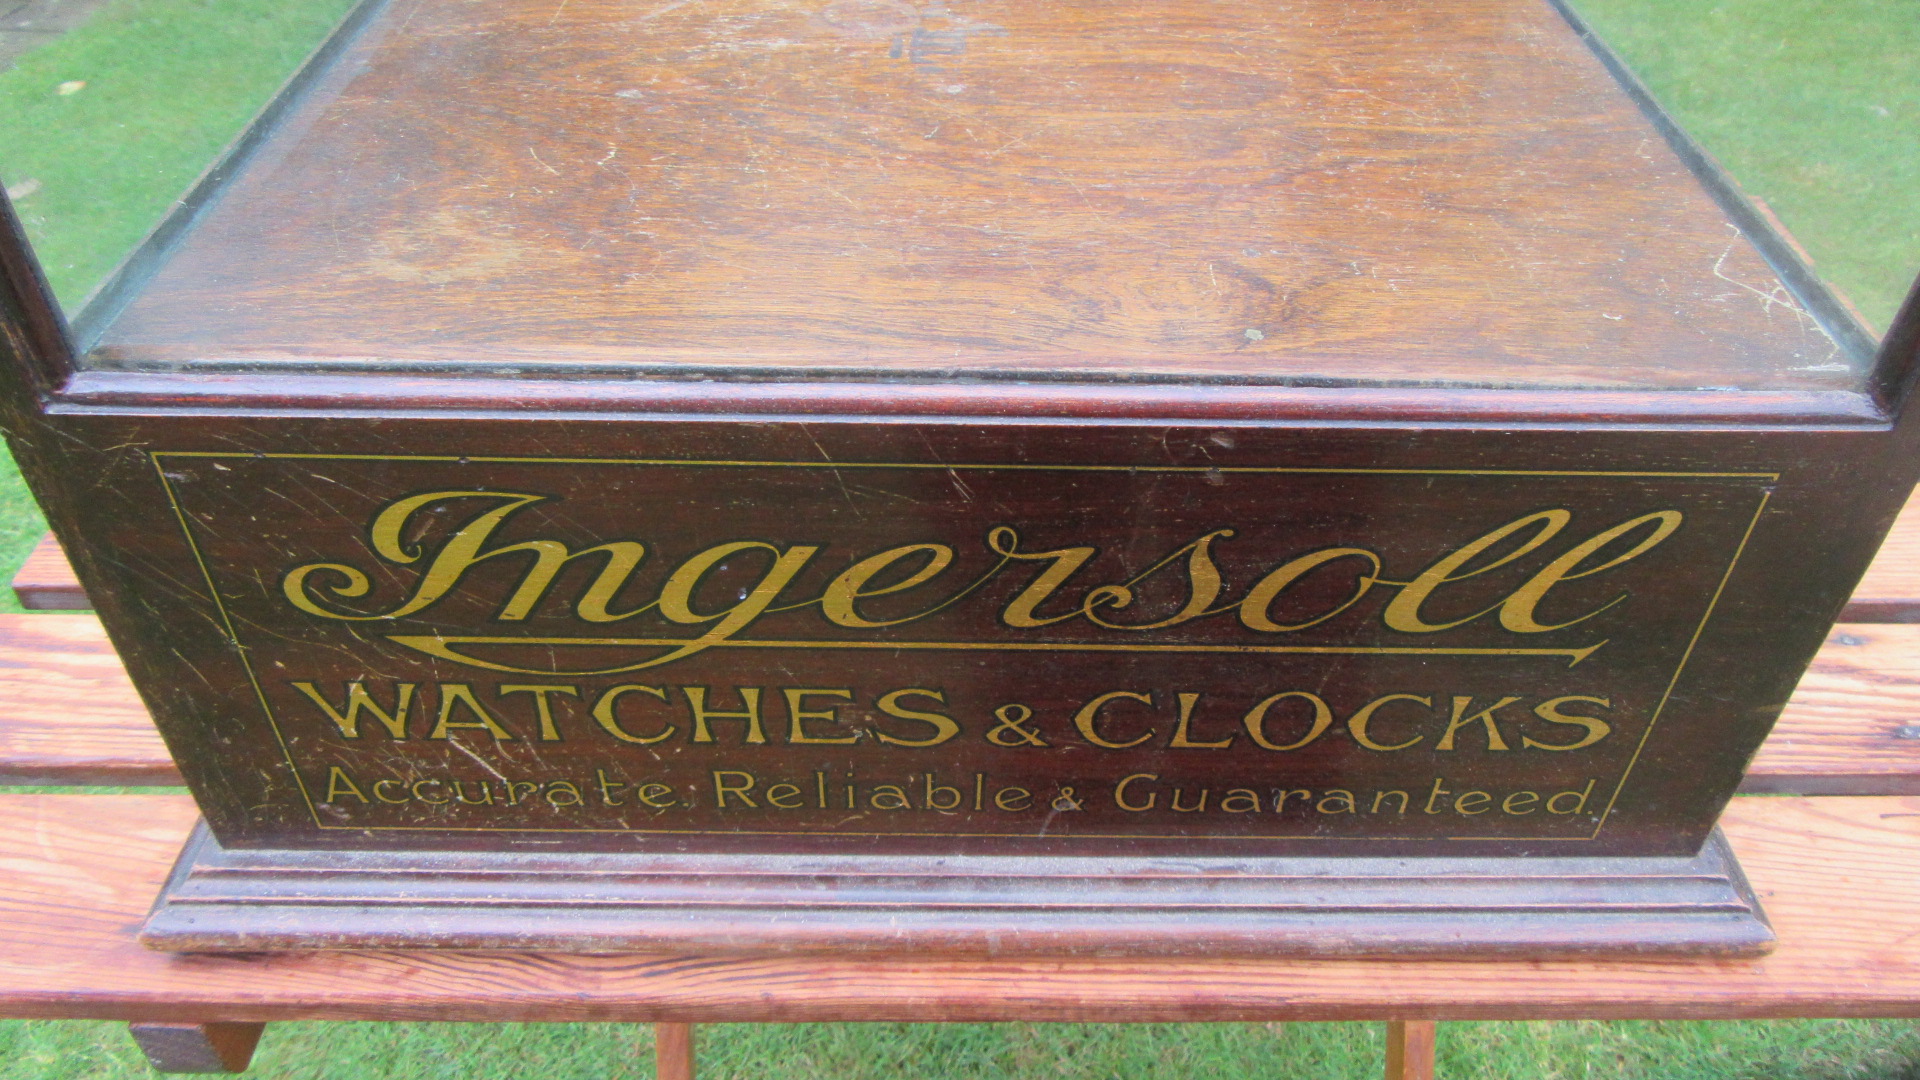 Ingersoll
WATCHES & CLOCKS
Accurate. Reliable & Guaranteed.